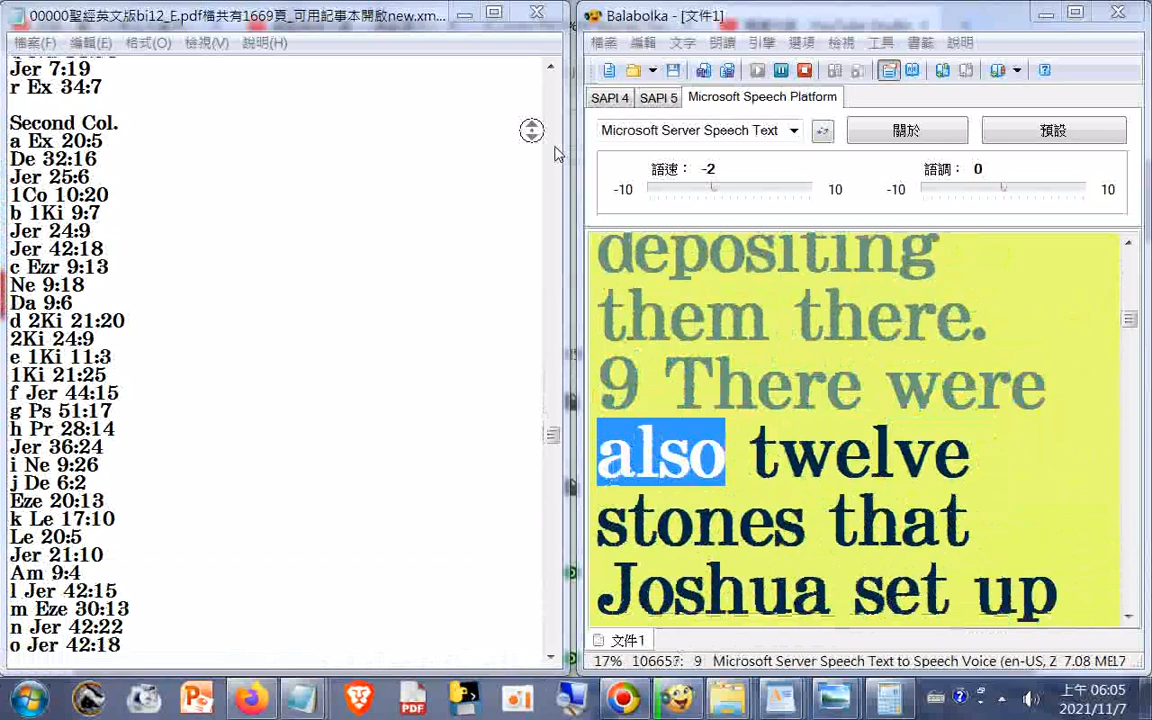 00000聖經英文版bi12_E.pdf檔共有1669頁_可用記事本開啟new.xm...
檔案(F) 編輯(E) 格式(O) 檢視(V) 說明(H)
Jer 7:19
r Ex 34:7
Second Col.
a Ex 20:5
De 32:16
Jer 25:6
1Co 10:20
b 1Ki 9:7
Jer 24:9
Jer 42:18
c Ezr 9:13
Ne 9:18
Da 9:6
d 2Ki 21:20
2Ki 24:9
e 1Ki 11:3
1Ki 21:25
f Jer 44:15
g Ps 51:17
h Pr 28:14
Jer 36:24
i Ne 9:26
j De 6:2
Eze 20:13
k Le 17:10
Le 20:5
Jer 21:10
Am 9:4
l Jer 42:15
m Eze 30:13
n Jer 42:22
o Jer 42:18
Balabolka - [文件1]
檔案 編輯 文字 朗讀 引擎 選項 檢視 工具 書籤 說明
SAPI 4 SAPI 5 Microsoft Speech Platform
Microsoft Server Speech Text 關於 預設
語速： -2 語調： 0
-10 10 -10 10
depositing
them there.
9 There were
also twelve
stones that
Joshua set up
文件1
17% 106657: 9 Microsoft Server Speech Text to Speech Voice (en-US, Z 7.08 ME
上午 06:05
2021/11/7